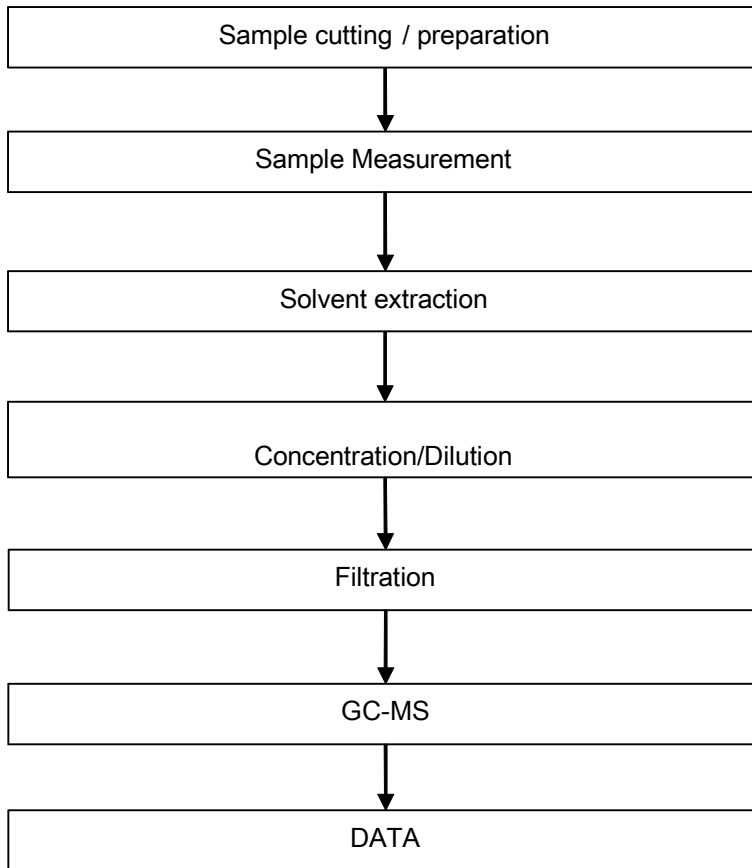 Sample cutting / preparation
Sample Measurement
Solvent extraction
Concentration/Dilution
Filtration
GC-MS
DATA